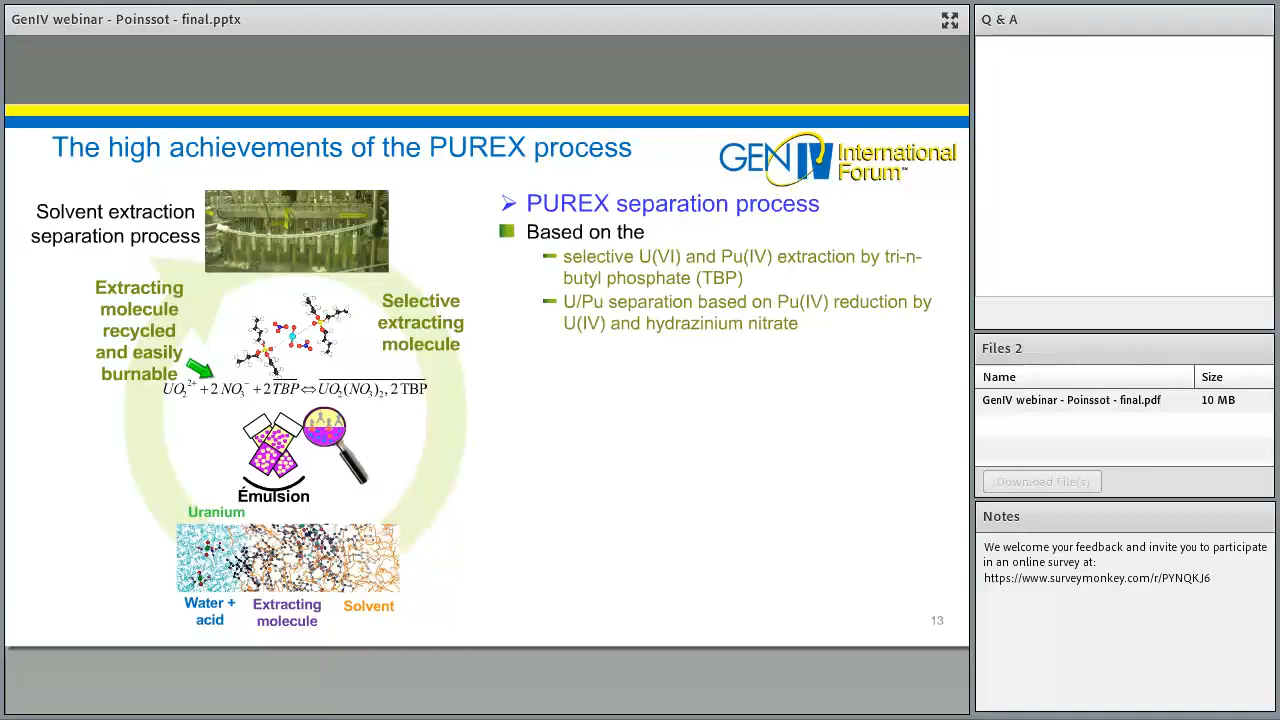 GenIV webinar - Poinssot - final.pptx
The high achievements of the PUREX process
GEN IV International
Forum™
Solvent extraction
separation process
Extracting
molecule
recycled
and easily
burnable
Selective
extracting
molecule
UO₂²⁺ + 2 NO₃⁻ + 2 TBP ⇔ UO₂(NO₃)₂, 2 TBP
Émulsion
Uranium
Water +
acid
Extracting
molecule
Solvent
PUREX separation process
Based on the
selective U(VI) and Pu(IV) extraction by tri-n-
butyl phosphate (TBP)
U/Pu separation based on Pu(IV) reduction by
U(IV) and hydrazinium nitrate
13
Q & A
Files 2
Name Size
GenIV webinar - Poinssot - final.pdf 10 MB
Download File(s)
Notes
We welcome your feedback and invite you to participate
in an online survey at:
https://www.surveymonkey.com/r/PYNQKJ6